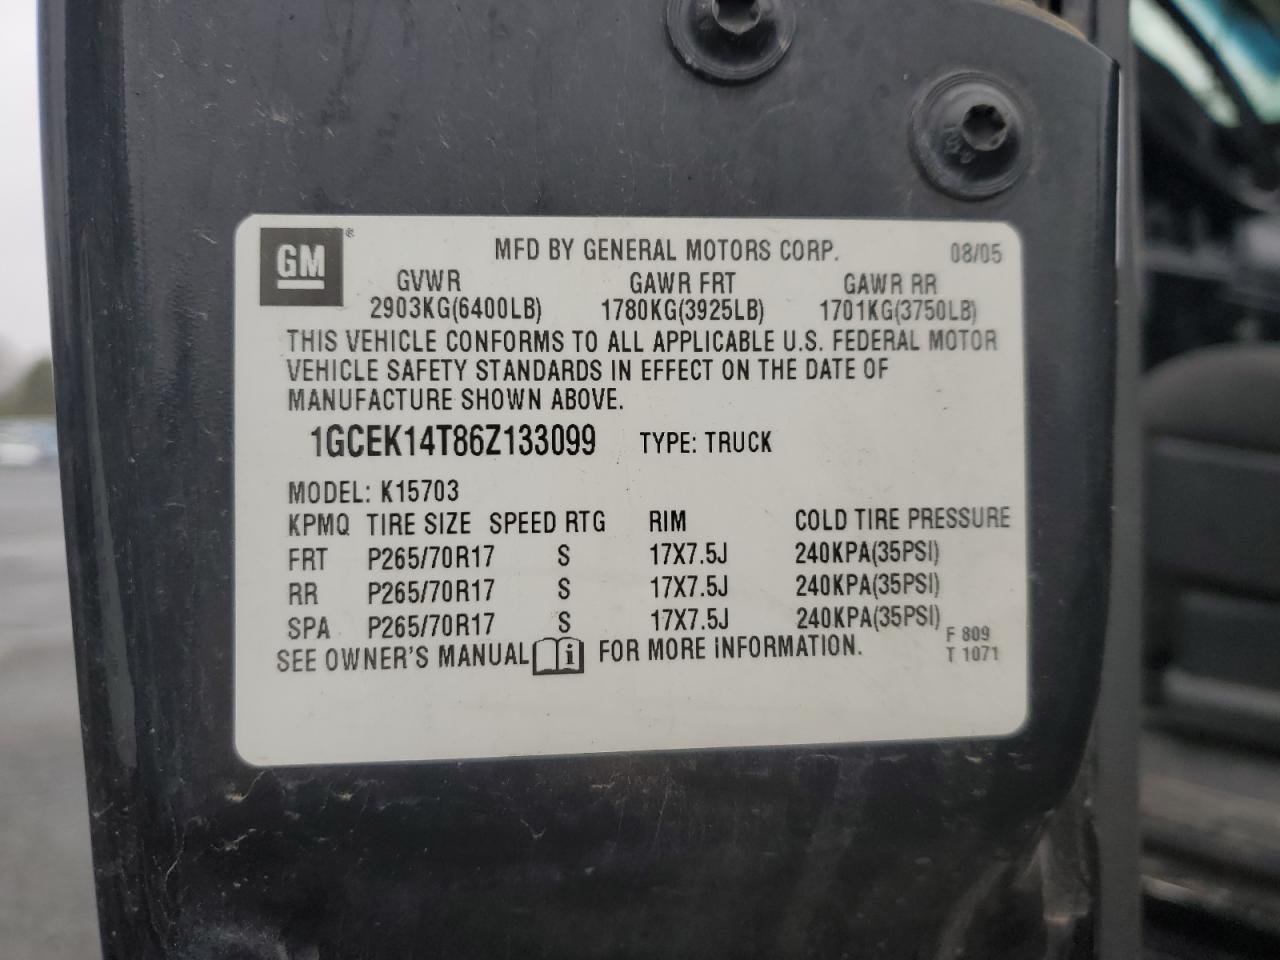 GM® MFD BY GENERAL MOTORS CORP. 08/05
GVWR GAWR FRT GAWR RR
2903KG(6400LB) 1780KG(3925LB) 1701KG(3750LB)
THIS VEHICLE CONFORMS TO ALL APPLICABLE U.S. FEDERAL MOTOR
VEHICLE SAFETY STANDARDS IN EFFECT ON THE DATE OF
MANUFACTURE SHOWN ABOVE.
1GCEK14T86Z133099 TYPE: TRUCK
MODEL: K15703
KPMQ TIRE SIZE SPEED RTG RIM COLD TIRE PRESSURE
FRT P265/70R17 S 17X7.5J 240KPA(35PSI)
RR P265/70R17 S 17X7.5J 240KPA(35PSI)
SPA P265/70R17 S 17X7.5J 240KPA(35PSI)
SEE OWNER'S MANUAL i FOR MORE INFORMATION.
F 809
T 1071